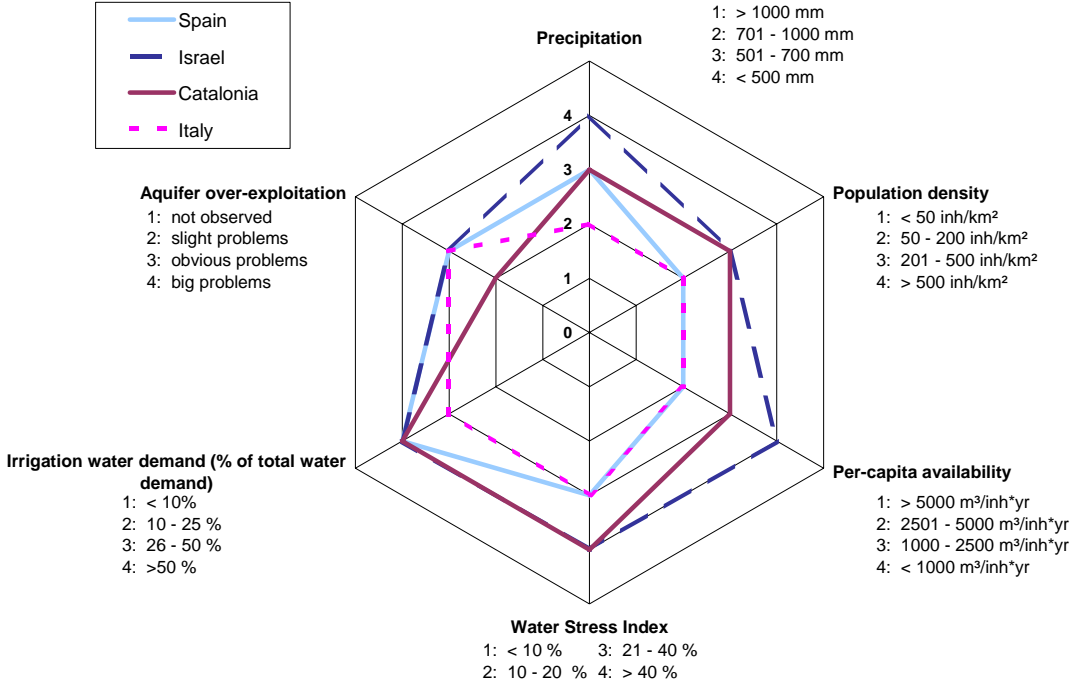 Spain
Israel
Catalonia
Italy
Precipitation
1: > 1000 mm
2: 701 - 1000 mm
3: 501 - 700 mm
4: < 500 mm
Population density
1: < 50 inh/km²
2: 50 - 200 inh/km²
3: 201 - 500 inh/km²
4: > 500 inh/km²
Per-capita availability
1: > 5000 m³/inh*yr
2: 2501 - 5000 m³/inh*yr
3: 1000 - 2500 m³/inh*yr
4: < 1000 m³/inh*yr
Water Stress Index
1: < 10 % 3: 21 - 40 %
2: 10 - 20 % 4: > 40 %
Irrigation water demand (% of total water
demand)
1: < 10%
2: 10 - 25 %
3: 26 - 50 %
4: >50 %
Aquifer over-exploitation
1: not observed
2: slight problems
3: obvious problems
4: big problems
4
3
2
1
0